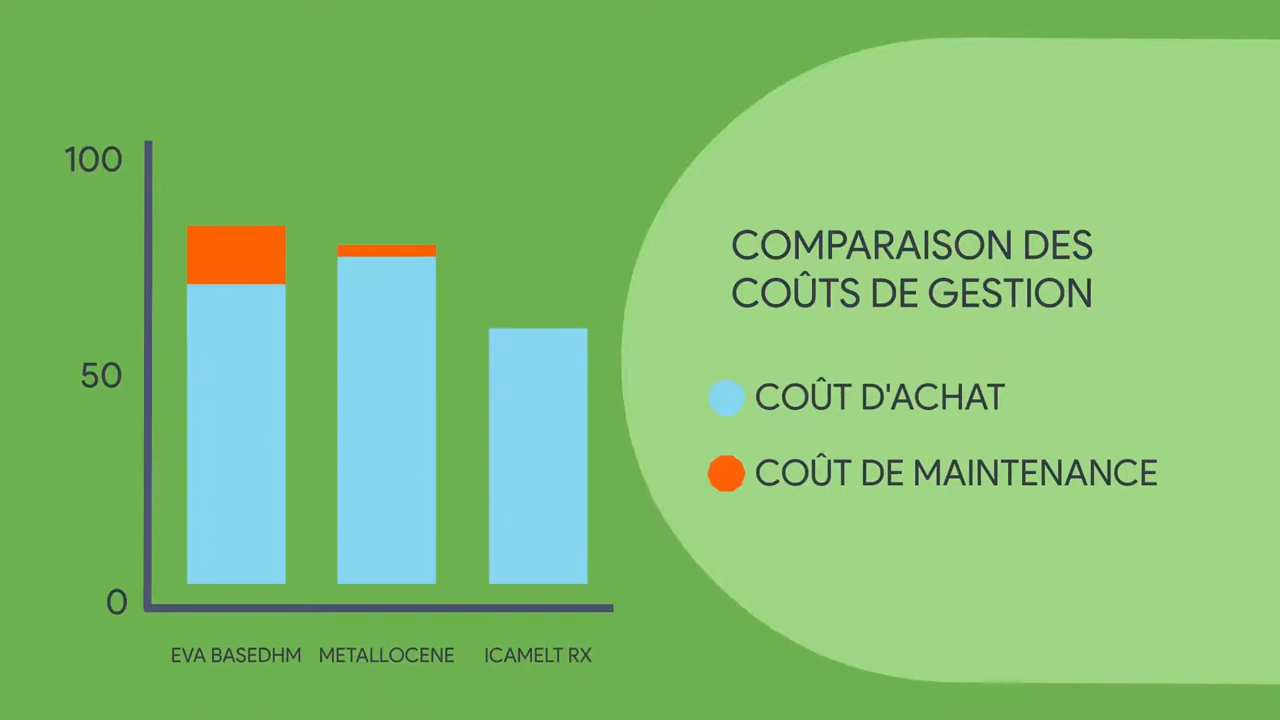 100
50
0
EVA BASEDHM
METALLOCENE
ICAMELT RX
COMPARAISON DES
COÛTS DE GESTION
COÛT D'ACHAT
COÛT DE MAINTENANCE